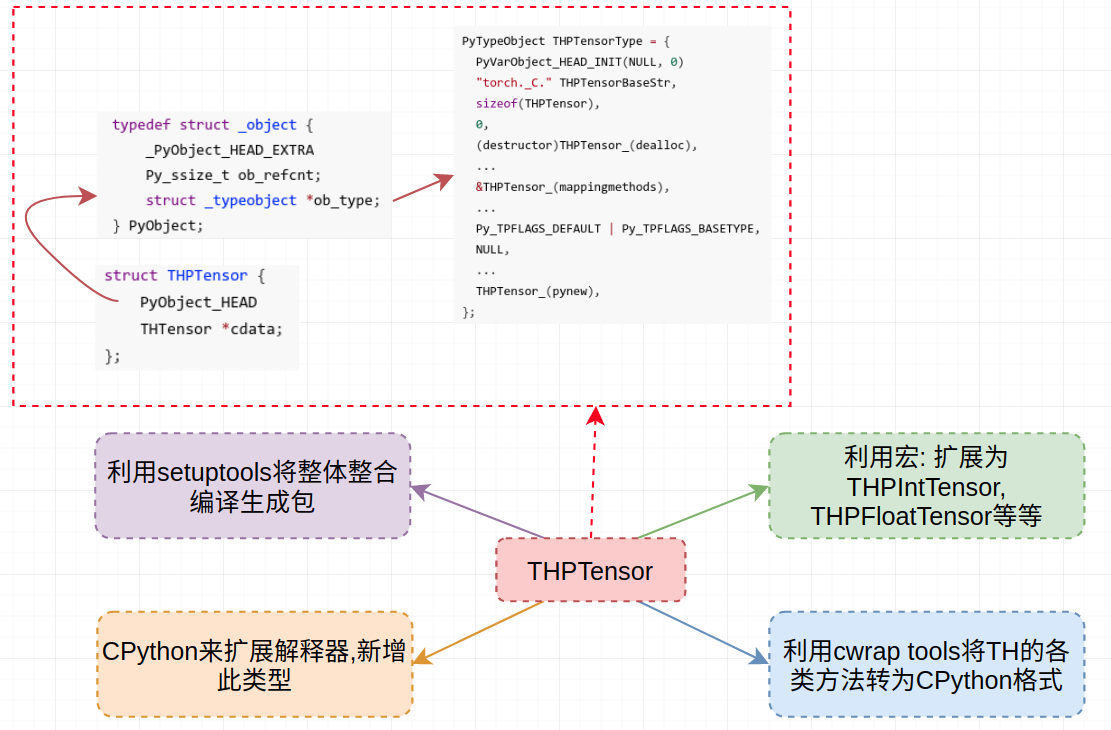 typedef struct _object {
_PyObject_HEAD_EXTRA
Py_ssize_t ob_refcnt;
struct _typeobject *ob_type;
} PyObject;
struct THPTensor {
PyObject_HEAD
THTensor *cdata;
};
PyTypeObject THPTensorType = {
PyVarObject_HEAD_INIT(NULL, 0)
"torch._C." THPTensorBaseStr,
sizeof(THPTensor),
0,
(destructor)THPTensor_(dealloc),
...
&THPTensor_(mappingmethods),
...
Py_TPFLAGS_DEFAULT | Py_TPFLAGS_BASETYPE,
NULL,
...
THPTensor_(pynew),
};
利用setuptools将整体整合
编译生成包
利用宏: 扩展为
THPIntTensor,
THPFloatTensor等等
THPTensor
CPython来扩展解释器,新增
此类型
利用cwrap tools将TH的各
类方法转为CPython格式